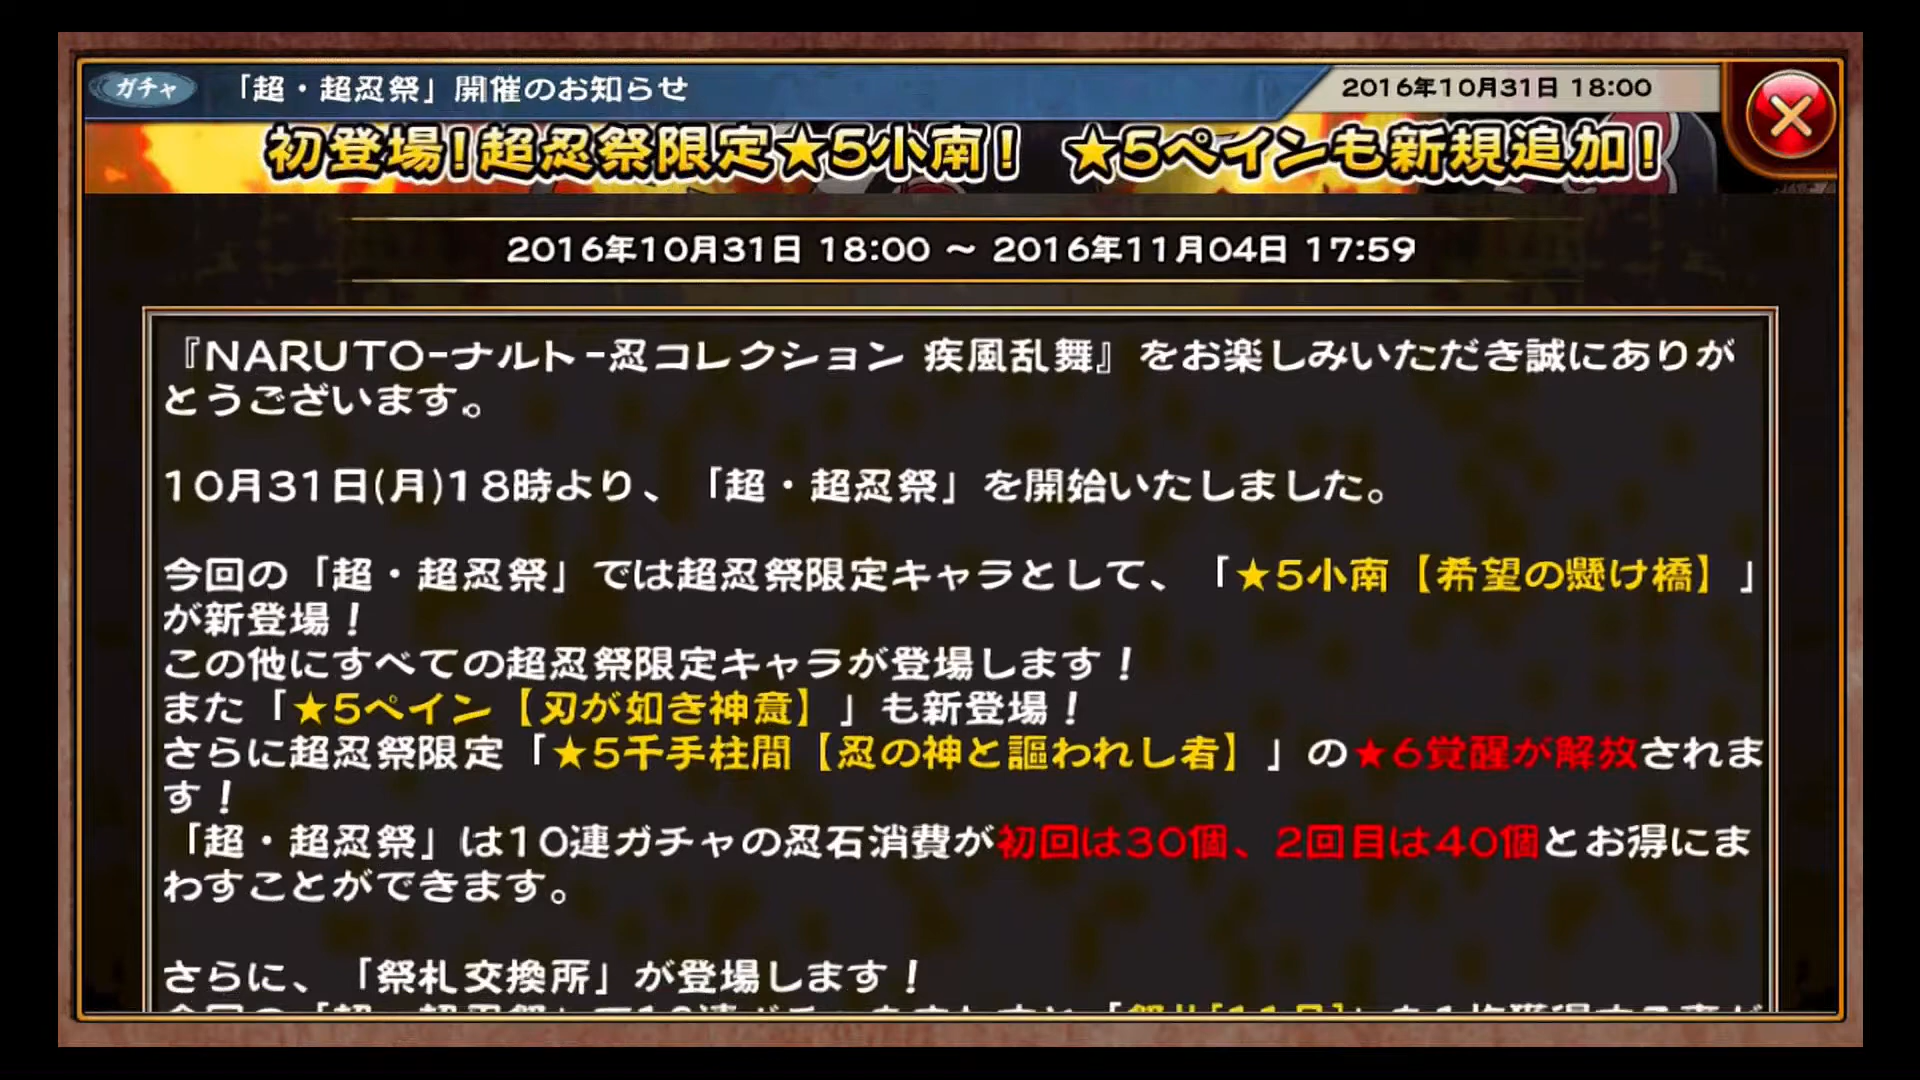 ガチャ 「超・超忍祭」開催のお知らせ 2016年10月31日 18:00
初登場!超忍祭限定★5小南! ★5ペインも新規追加!
2016年10月31日 18:00 ～ 2016年11月04日 17:59
『NARUTO-ナルト-忍コレクション 疾風乱舞』をお楽しみいただき誠にありが
とうございます。
10月31日(月)18時より、「超・超忍祭」を開始いたしました。
今回の「超・超忍祭」では超忍祭限定キャラとして、「★5小南【希望の懸け橋】」
が新登場！
この他にすべての超忍祭限定キャラが登場します！
また「★5ペイン【刃が如き神意】」も新登場！
さらに超忍祭限定「★5千手柱間【忍の神と謳われし者】」の★6覚醒が解放されま
す！
「超・超忍祭」は10連ガチャの忍石消費が初回は30個、2回目は40個とお得にま
わすことができます。
さらに、「祭札交換所」が登場します！